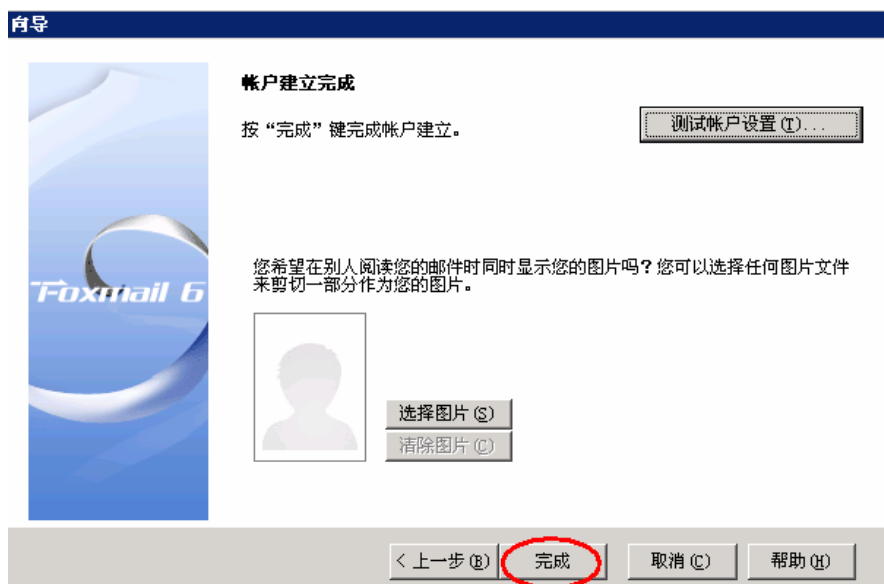 向导
帐户建立完成
按“完成”键完成帐户建立。
测试帐户设置(T)...
您希望在别人阅读您的邮件时同时显示您的图片吗？您可以选择任何图片文件
来剪切一部分作为您的图片。
Foxmail 6
选择图片(S)
清除图片(C)
< 上一步(B)
完成
取消(C)
帮助(H)